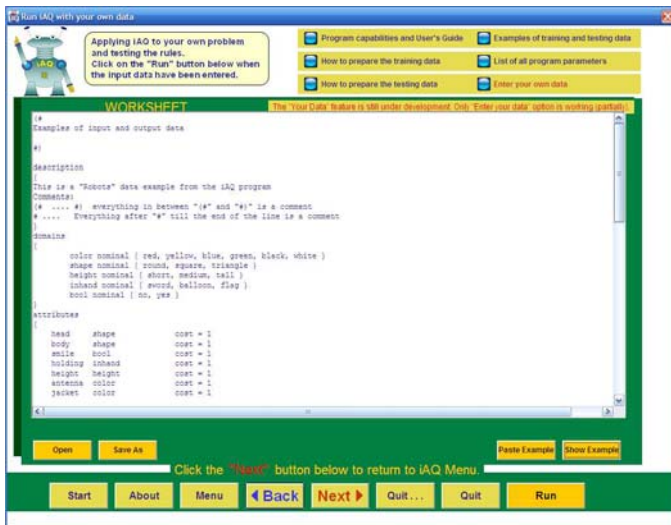 Run iAQ with your own data
iAQ
Applying iAQ to your own problem
and testing the rules.
Click on the "Run" button below when
the input data have been entered.
Program capabilities and User's Guide
Examples of training and testing data
How to prepare the training data
List of all program parameters
How to prepare the testing data
Enter your own data
WORKSHEET
The 'Your Data' feature is still under development. Only 'Enter your data' option is working (partially).
(#
Examples of input and output data
#)
description
{
This is a "Robots" data example from the iAQ program
Comments:
(# .... #) everything in between "(#" and "#)" is a comment
# .... Everything after "#" till the end of the line is a comment
}
domains
{
color nominal { red, yellow, blue, green, black, white }
shape nominal { round, square, triangle }
height nominal { short, medium, tall }
inhand nominal { sword, balloon, flag }
bool nominal { no, yes }
}
attributes
{
head shape cost = 1
body shape cost = 1
smile bool cost = 1
holding inhand cost = 1
height height cost = 1
antenna color cost = 1
jacket color cost = 1
Open
Save As
Paste Example
Show Example
Click the "Next" button below to return to iAQ Menu.
Start
About
Menu
Back
Next
Quit...
Quit
Run